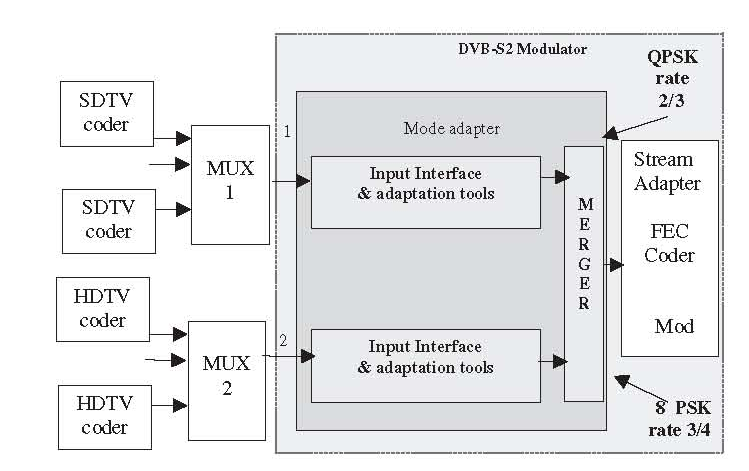 DVB-S2 Modulator
QPSK
rate
2/3
SDTV
coder
1
Mode adapter
MUX
1
Input Interface
& adaptation tools
Stream
Adapter
SDTV
coder
M
E
R
G
E
R
FEC
Coder
HDTV
coder
2
Input Interface
& adaptation tools
Mod
MUX
2
HDTV
coder
8 PSK
rate 3/4